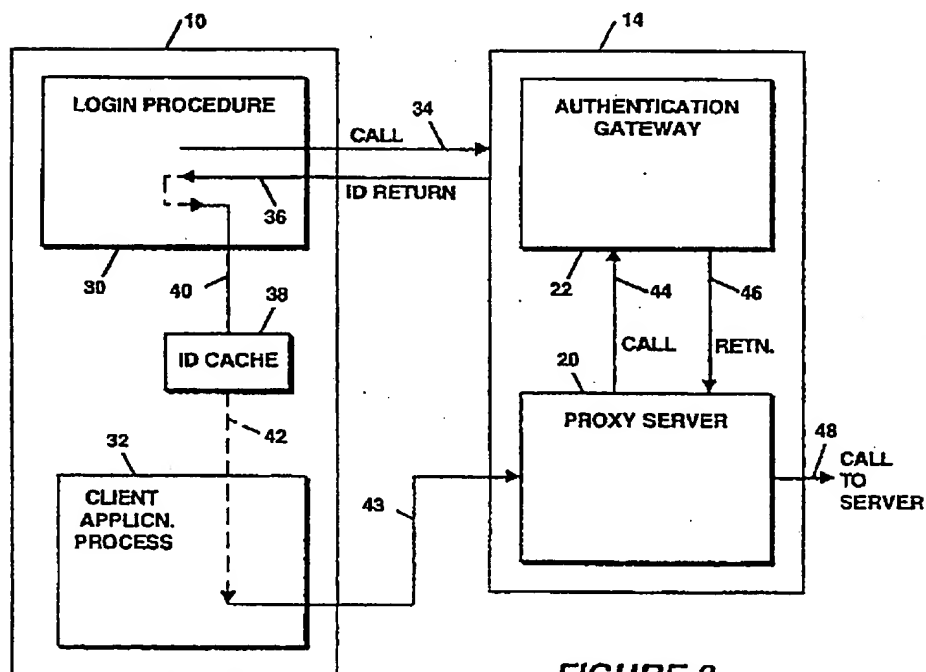 10
14
LOGIN PROCEDURE
AUTHENTICATION
GATEWAY
34
CALL
ID RETURN
36
30
40
38
22
44
46
ID CACHE
CALL
RETN.
20
42
PROXY SERVER
32
48
CLIENT
APPLICN.
PROCESS
43
CALL
TO
SERVER